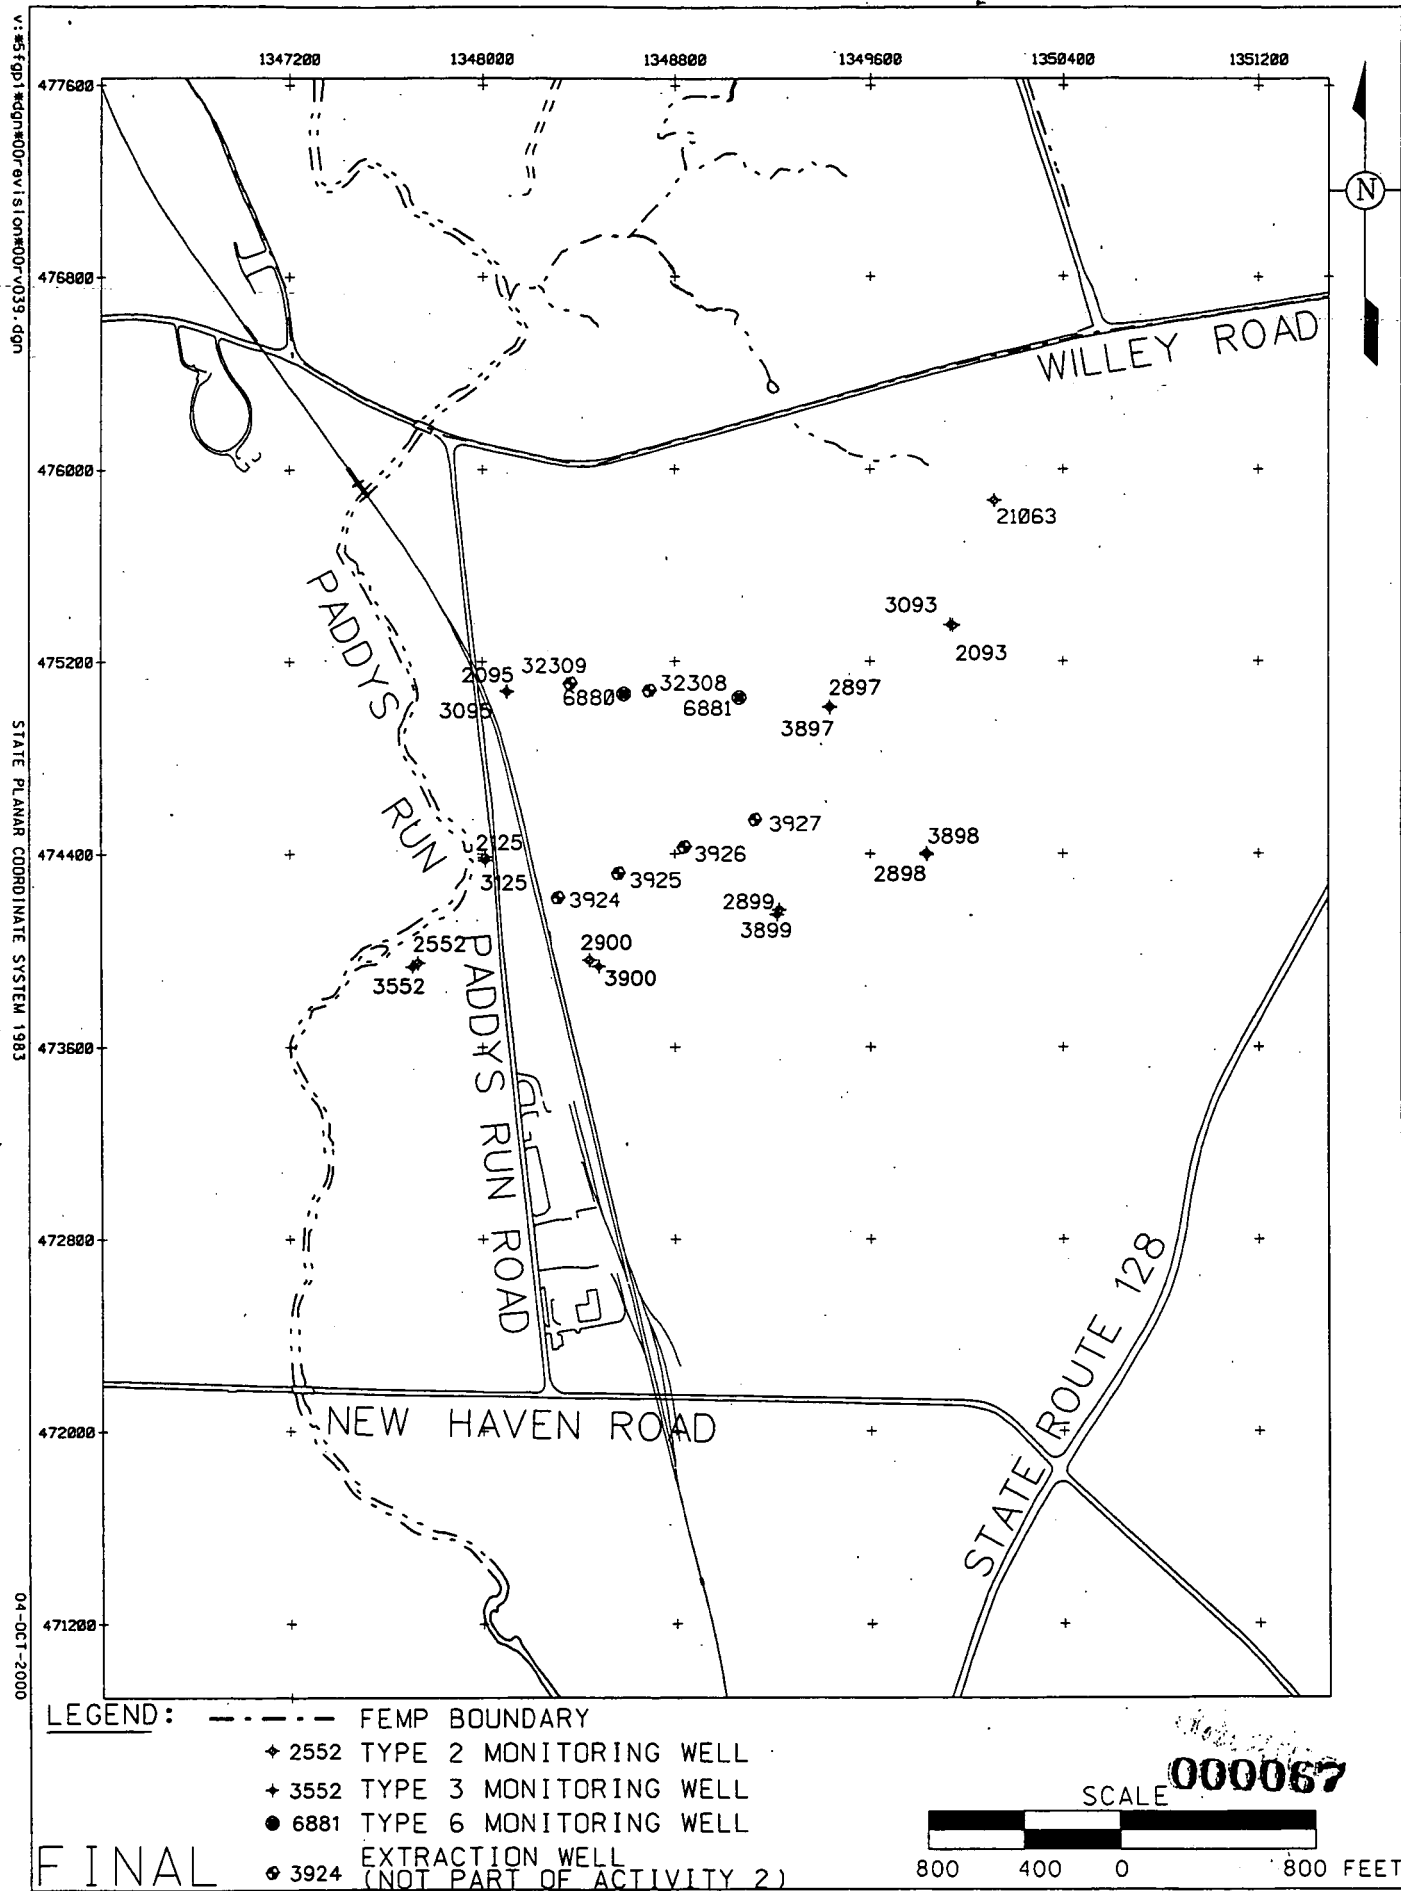 v:*5fgp1*dgn*00revision*00rv039.dgn
STATE PLANAR COORDINATE SYSTEM 1983
04-OCT-2000
1347200 1348000 1348800 1349600 1350400 1351200
477600
N
476800
WILLEY ROAD
476000
21063
PADDYS RUN
3093
2093
475200
32309
2095
6880
32308
6881
2897
3095
3897
3927
474400
2125
3926
3898
3125
3925
2898
3924
2899
3899
2552
2900
3552
3900
PADDYS RUN ROAD
473600
472800
STATE ROUTE 128
472000
NEW HAVEN ROAD
471200
LEGEND:
FEMP BOUNDARY
2552 TYPE 2 MONITORING WELL
3552 TYPE 3 MONITORING WELL
6881 TYPE 6 MONITORING WELL
3924 EXTRACTION WELL
(NOT PART OF ACTIVITY 2)
000067
SCALE
800 400 0 800 FEET
FINAL